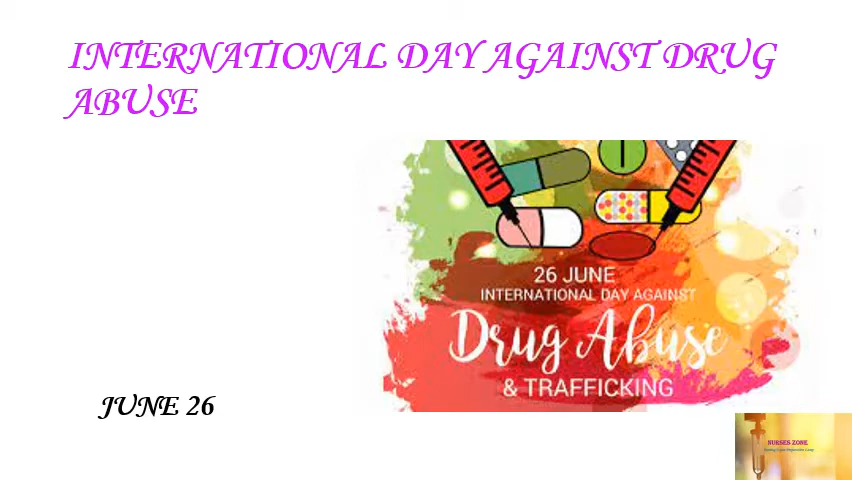 INTERNATIONAL DAY AGAINST DRUG
ABUSE
26 JUNE
INTERNATIONAL DAY AGAINST
Drug Abuse
& TRAFFICKING
JUNE 26
NURSES ZONE